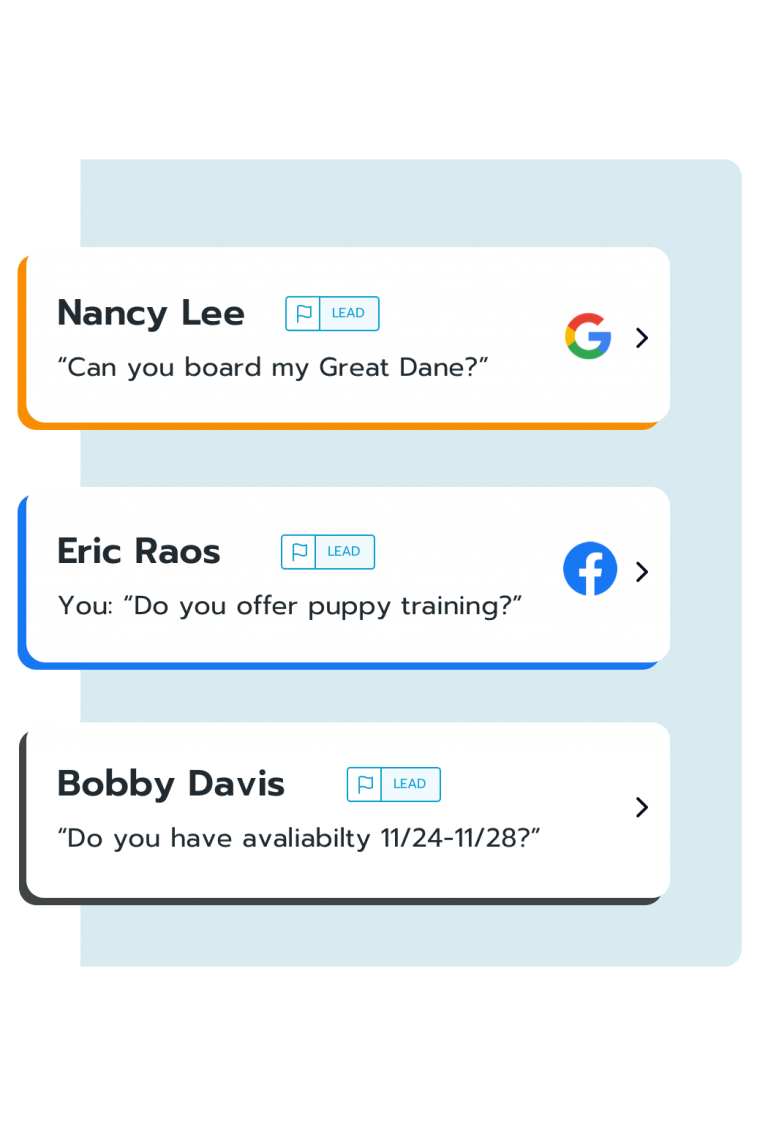 Nancy Lee LEAD
“Can you board my Great Dane?”
Eric Raos LEAD
You: “Do you offer puppy training?”
Bobby Davis LEAD
“Do you have avaliabilty 11/24-11/28?”